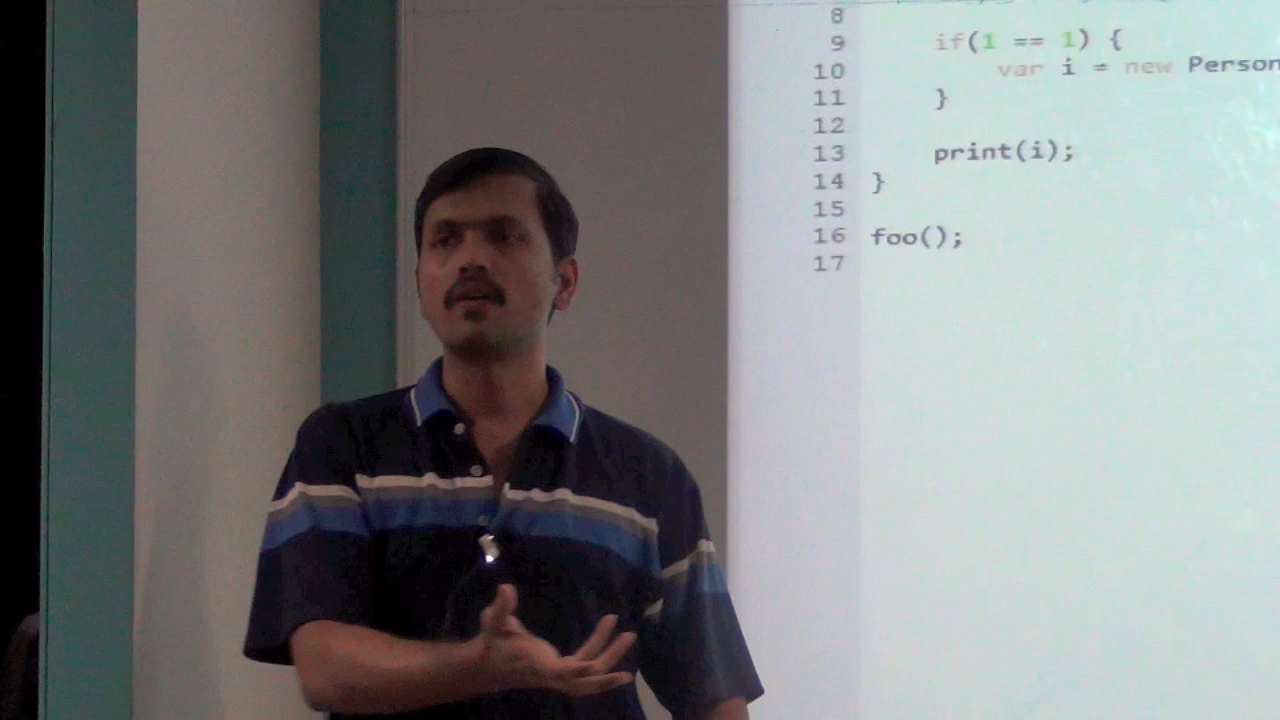 8
9 if(1 == 1) {
10 var i = new Person
11 }
12
13 print(i);
14 }
15
16 foo();
17